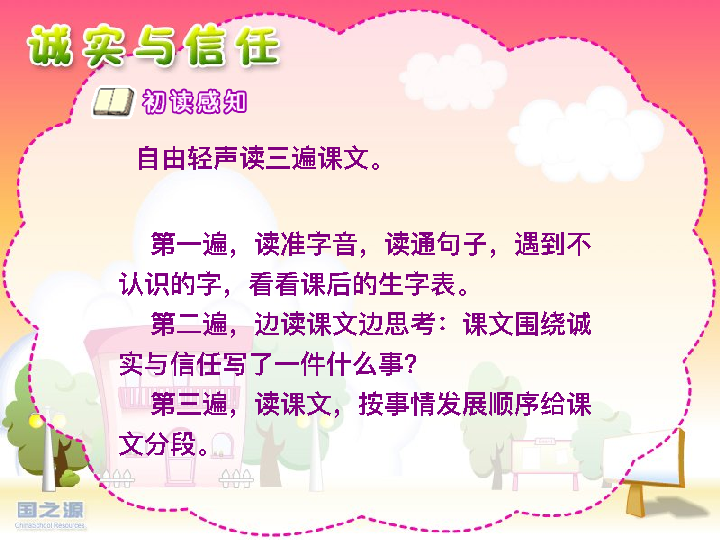 诚实与信任
初读感知
自由轻声读三遍课文。
第一遍，读准字音，读通句子，遇到不
认识的字，看看课后的生字表。
第二遍，边读课文边思考：课文围绕诚
实与信任写了一件什么事？
第三遍，读课文，按事情发展顺序给课
文分段。
国之源
ChinaSchool Resources